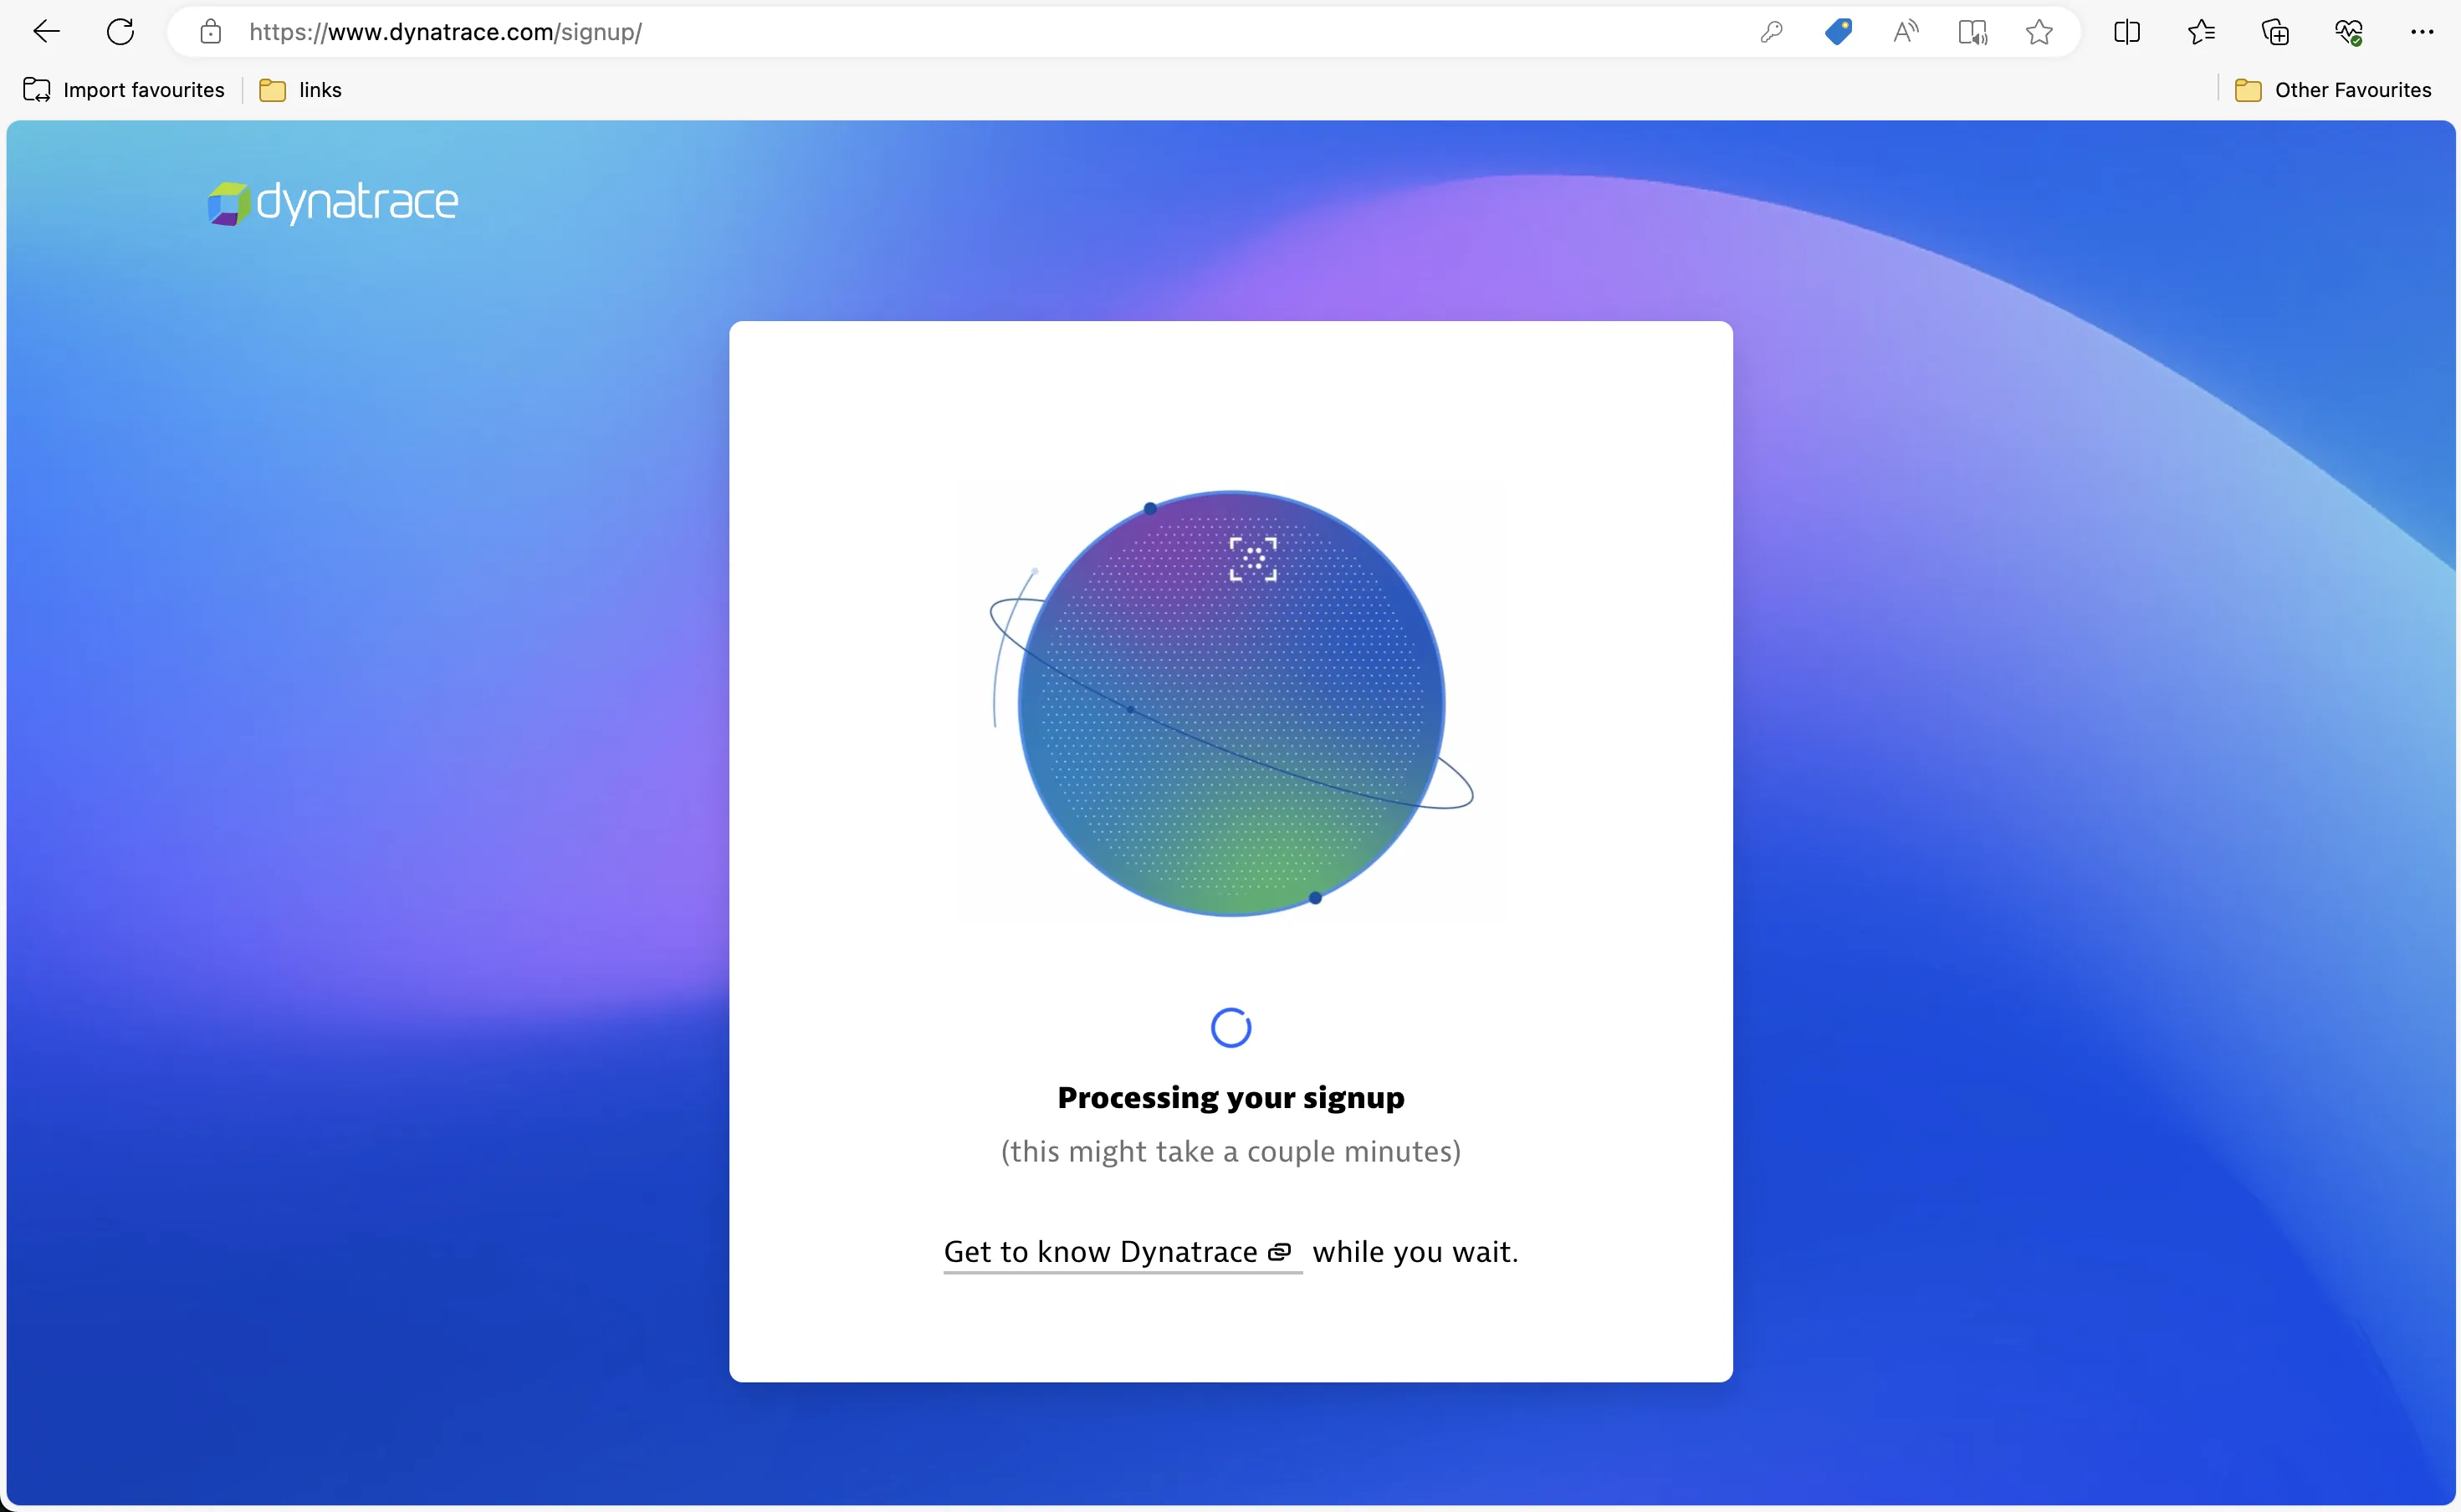 https://www.dynatrace.com/signup/
Import favourites
links
Other Favourites
dynatrace
Processing your signup
(this might take a couple minutes)
Get to know Dynatrace while you wait.